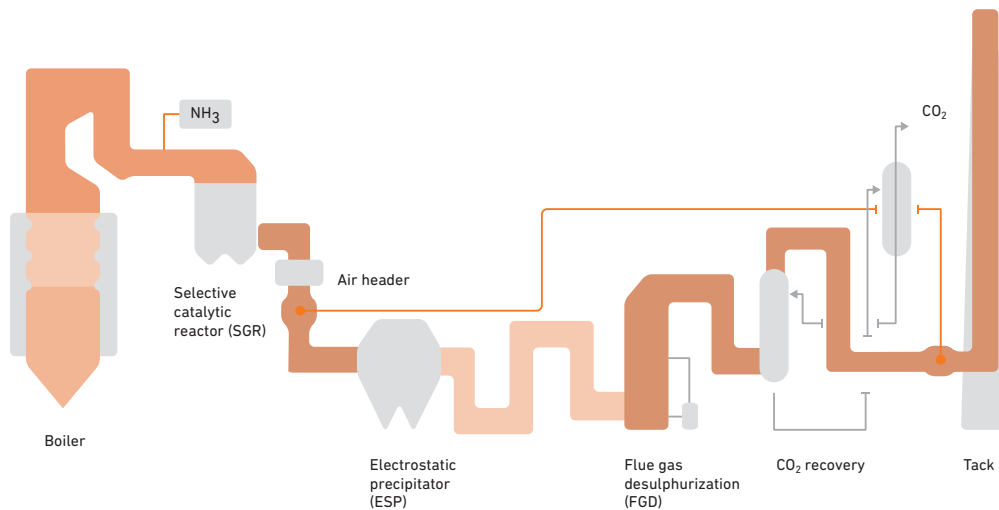 NH3
CO2
Air header
Selective
catalytic
reactor (SGR)
Boiler
Electrostatic
precipitator
(ESP)
Flue gas
desulphurization
(FGD)
CO2 recovery
Tack